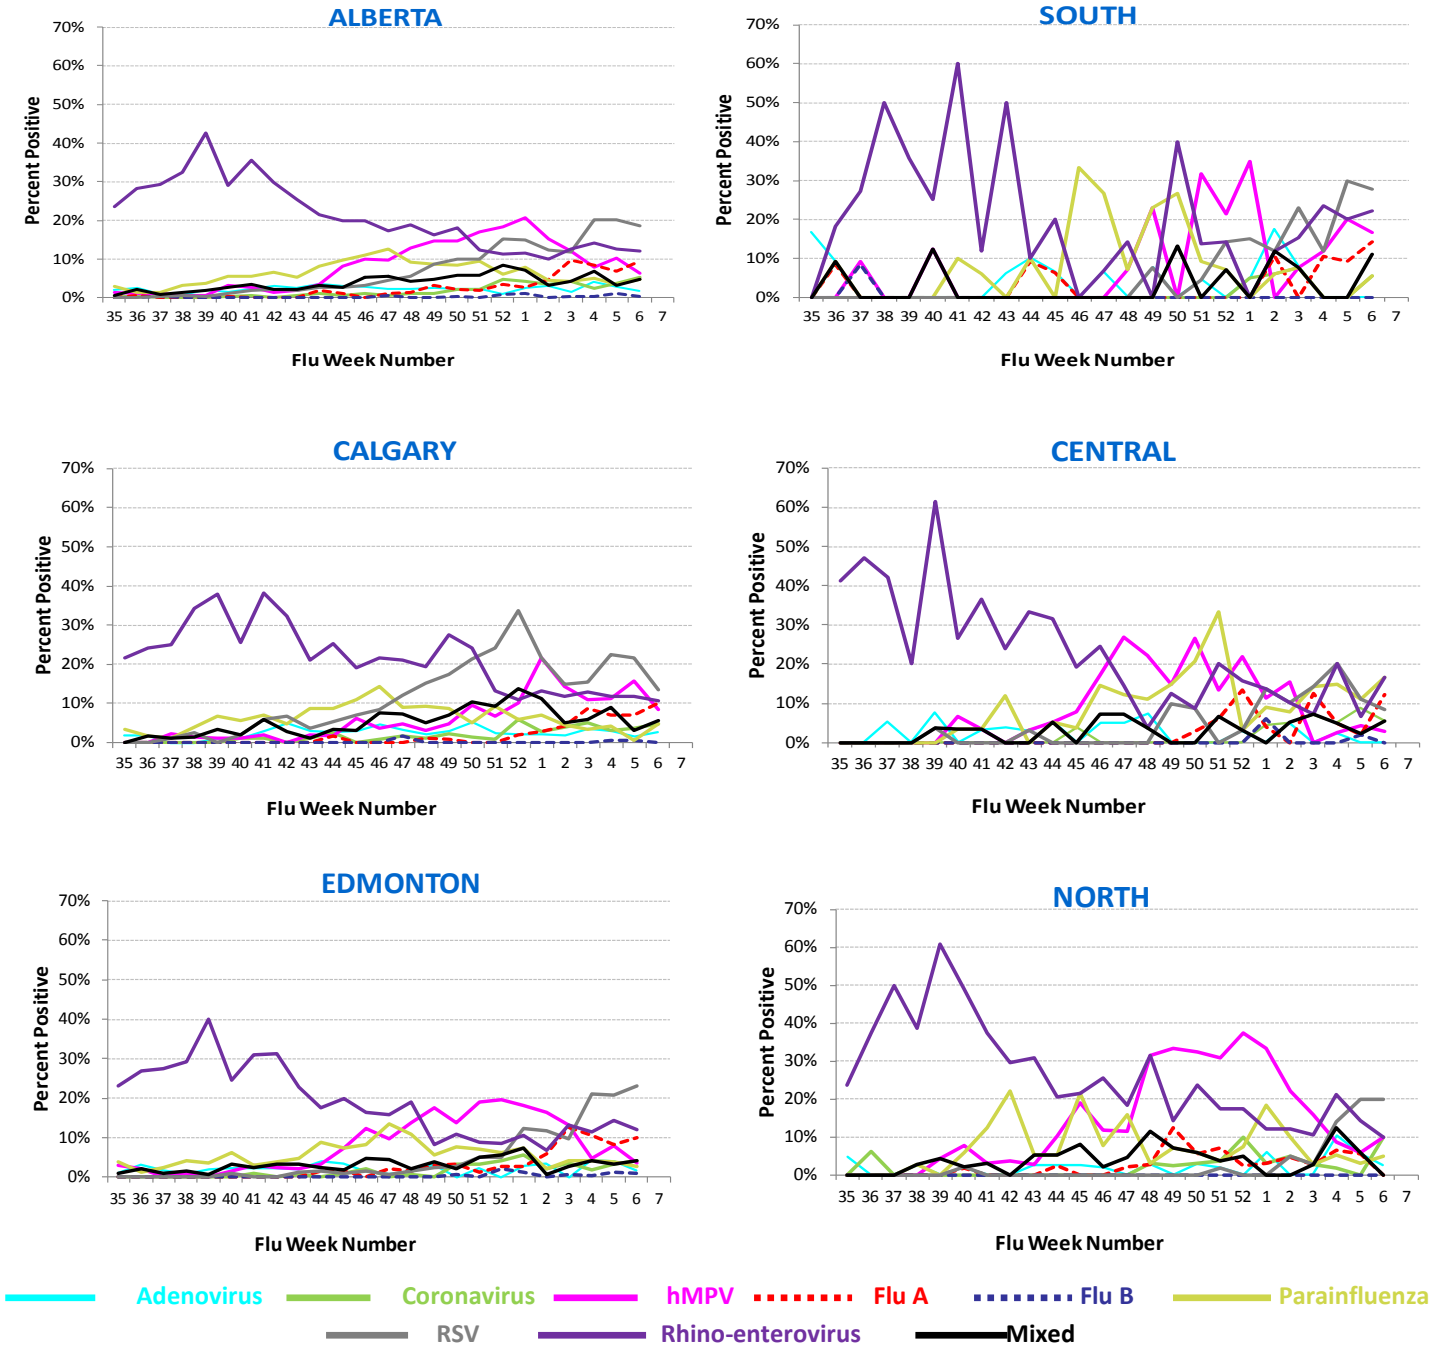 ALBERTA
70%
60%
50%
40%
30%
20%
10%
0%
Percent Positive
35 36 37 38 39 40 41 42 43 44 45 46 47 48 49 50 51 52 1 2 3 4 5 6 7
Flu Week Number
SOUTH
70%
60%
50%
40%
30%
20%
10%
0%
Percent Positive
35 36 37 38 39 40 41 42 43 44 45 46 47 48 49 50 51 52 1 2 3 4 5 6 7
Flu Week Number
CALGARY
70%
60%
50%
40%
30%
20%
10%
0%
Percent Positive
35 36 37 38 39 40 41 42 43 44 45 46 47 48 49 50 51 52 1 2 3 4 5 6 7
Flu Week Number
CENTRAL
70%
60%
50%
40%
30%
20%
10%
0%
Percent Positive
35 36 37 38 39 40 41 42 43 44 45 46 47 48 49 50 51 52 1 2 3 4 5 6 7
Flu Week Number
EDMONTON
70%
60%
50%
40%
30%
20%
10%
0%
Percent Positive
35 36 37 38 39 40 41 42 43 44 45 46 47 48 49 50 51 52 1 2 3 4 5 6 7
Flu Week Number
NORTH
70%
60%
50%
40%
30%
20%
10%
0%
Percent Positive
35 36 37 38 39 40 41 42 43 44 45 46 47 48 49 50 51 52 1 2 3 4 5 6 7
Flu Week Number
Adenovirus Coronavirus hMPV Flu A Flu B Parainfluenza
RSV Rhino-enterovirus Mixed